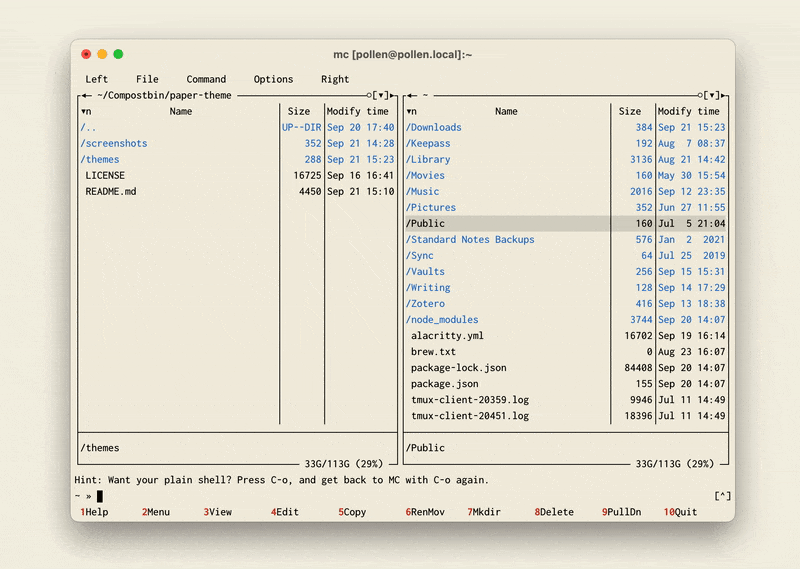 mc [pollen@pollen.local]:~
Left File Command Options Right
~/Compostbin/paper-theme
▾n Name Size Modify time
/.. UP--DIR Sep 20 17:40
/screenshots 352 Sep 21 14:28
/themes 288 Sep 21 15:23
LICENSE 16725 Sep 16 16:41
README.md 4450 Sep 21 15:10
/themes
33G/113G (29%)
~
▾n Name Size Modify time
/Downloads 384 Sep 21 15:23
/Keepass 192 Aug 7 08:37
/Library 3136 Aug 21 14:42
/Movies 160 May 30 15:54
/Music 2016 Sep 12 23:35
/Pictures 352 Jun 27 11:55
/Public 160 Jul 5 21:04
/Standard Notes Backups 576 Jan 2 2021
/Sync 64 Jul 25 2019
/Vaults 256 Sep 15 15:31
/Writing 128 Sep 14 17:29
/Zotero 416 Sep 13 18:38
/node_modules 3744 Sep 20 14:07
alacritty.yml 16702 Sep 19 16:14
brew.txt 0 Aug 23 16:07
package-lock.json 84408 Sep 20 14:07
package.json 155 Sep 20 14:07
tmux-client-20359.log 9946 Jul 11 14:49
tmux-client-20451.log 18396 Jul 11 14:49
/Public
33G/113G (29%)
Hint: Want your plain shell? Press C-o, and get back to MC with C-o again.
~ » [^]
1Help 2Menu 3View 4Edit 5Copy 6RenMov 7Mkdir 8Delete 9PullDn 10Quit